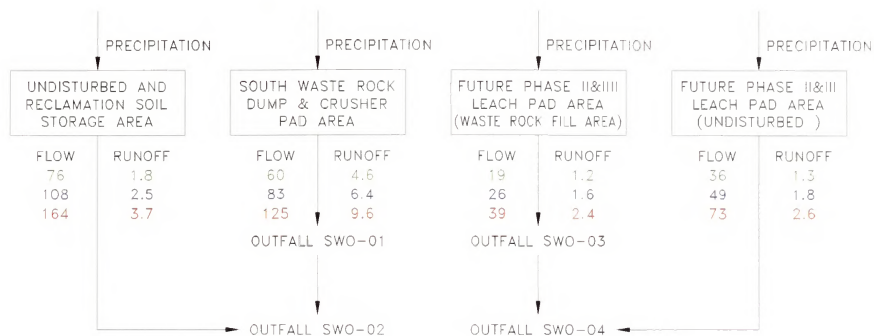 PRECIPITATION PRECIPITATION PRECIPITATION PRECIPITATION
UNDISTURBED AND
RECLAMATION SOIL
STORAGE AREA
SOUTH WASTE ROCK
DUMP & CRUSHER
PAD AREA
FUTURE PHASE II&IIII
LEACH PAD AREA
(WASTE ROCK FILL AREA)
FUTURE PHASE II&III
LEACH PAD AREA
(UNDISTURBED )
FLOW RUNOFF
76 1.8
108 2.5
164 3.7
FLOW RUNOFF
60 4.6
83 6.4
125 9.6
FLOW RUNOFF
19 1.2
26 1.6
39 2.4
FLOW RUNOFF
36 1.3
49 1.8
73 2.6
OUTFALL SWO-01
OUTFALL SWO-03
OUTFALL SWO-02
OUTFALL SWO-04